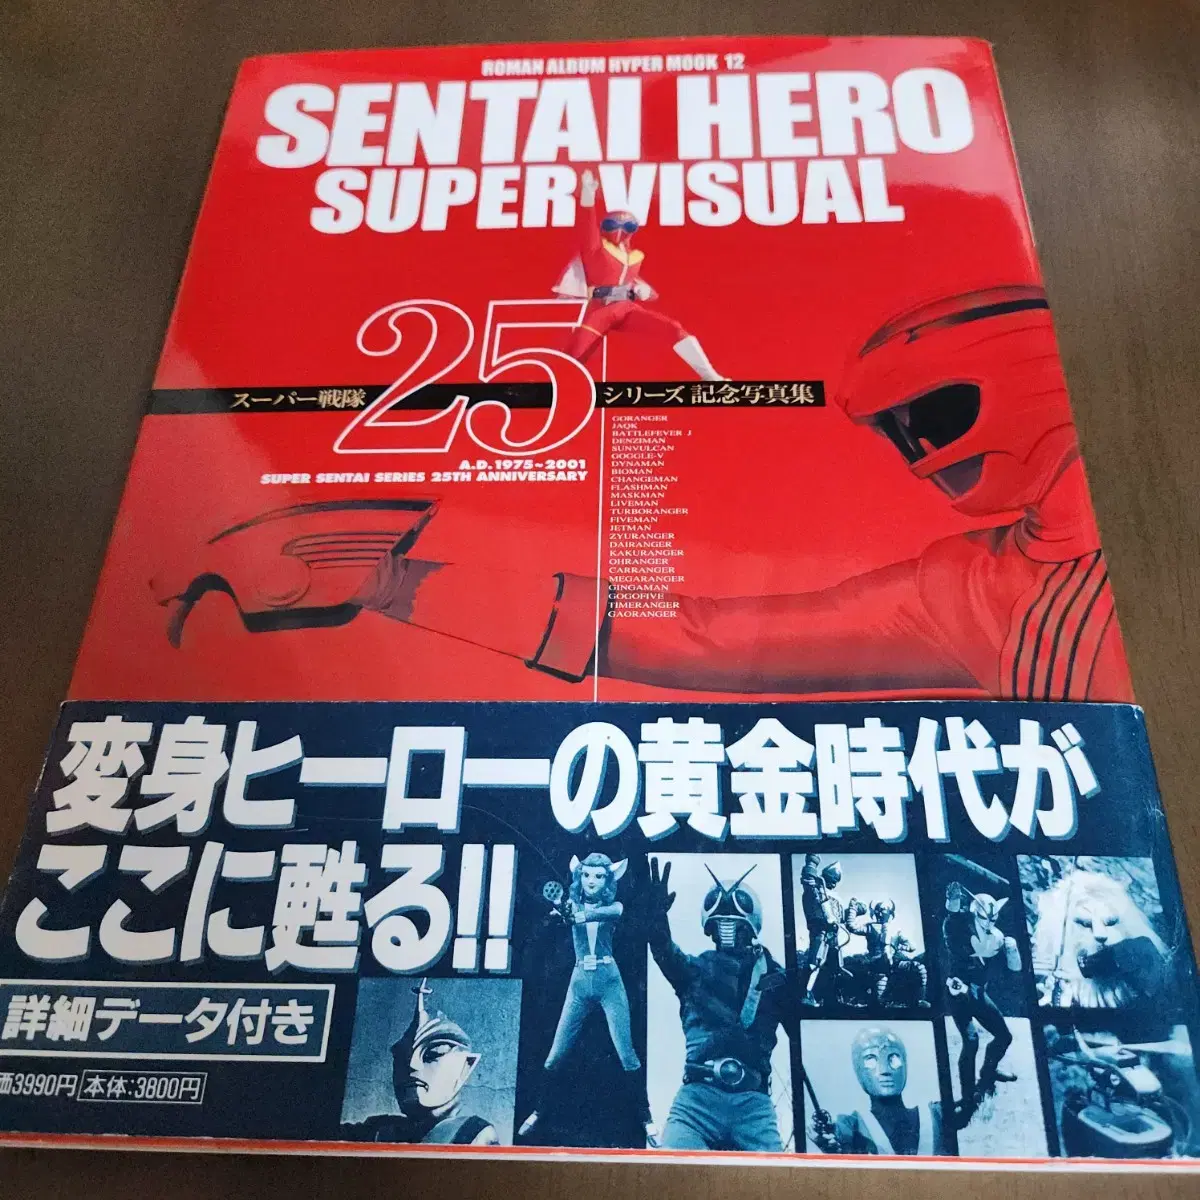 ROMAN ALBUM HYPER MOOK 12
SENTAI HERO
SUPER VISUAL
スーパー戦隊 25 シリーズ 記念写真集
A.D.1975~2001
SUPER SENTAI SERIES 25TH ANNIVERSARY
GORANGER
JAQK
BATTLEFEVER J
DENZIMAN
SUNVULCAN
GOGGLE-V
DYNAMAN
BIOMAN
CHANGEMAN
FLASHMAN
MASKMAN
LIVEMAN
TURBORANGER
FIVEMAN
JETMAN
ZYURANGER
DAIRANGER
KAKURANGER
OHRANGER
CARRANGER
MEGARANGER
GINGAMAN
GOGOFIVE
TIMERANGER
GAORANGER
変身ヒーローの黄金時代が
ここに甦る!!
詳細データ付き
価3990円 本体:3800円